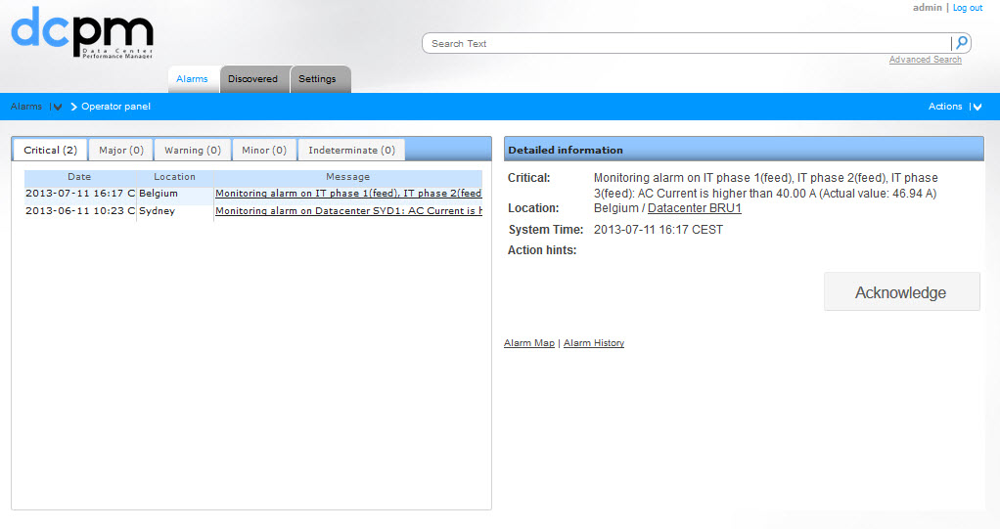 admin | Log out
dcpm
Data Center
Performance Manager
Search Text
Advanced Search
Alarms Discovered Settings
Alarms | Operator panel Actions |
Critical (2) Major (0) Warning (0) Minor (0) Indeterminate (0)
Date Location Message
2013-07-11 16:17 C Belgium Monitoring alarm on IT phase 1(feed), IT phase 2(feed
2013-06-11 10:23 C Sydney Monitoring alarm on Datacenter SYD1: AC Current is h
Detailed information
Critical: Monitoring alarm on IT phase 1(feed), IT phase 2(feed), IT phase
3(feed): AC Current is higher than 40.00 A (Actual value: 46.94 A)
Location: Belgium / Datacenter BRU1
System Time: 2013-07-11 16:17 CEST
Action hints:
Acknowledge
Alarm Map | Alarm History